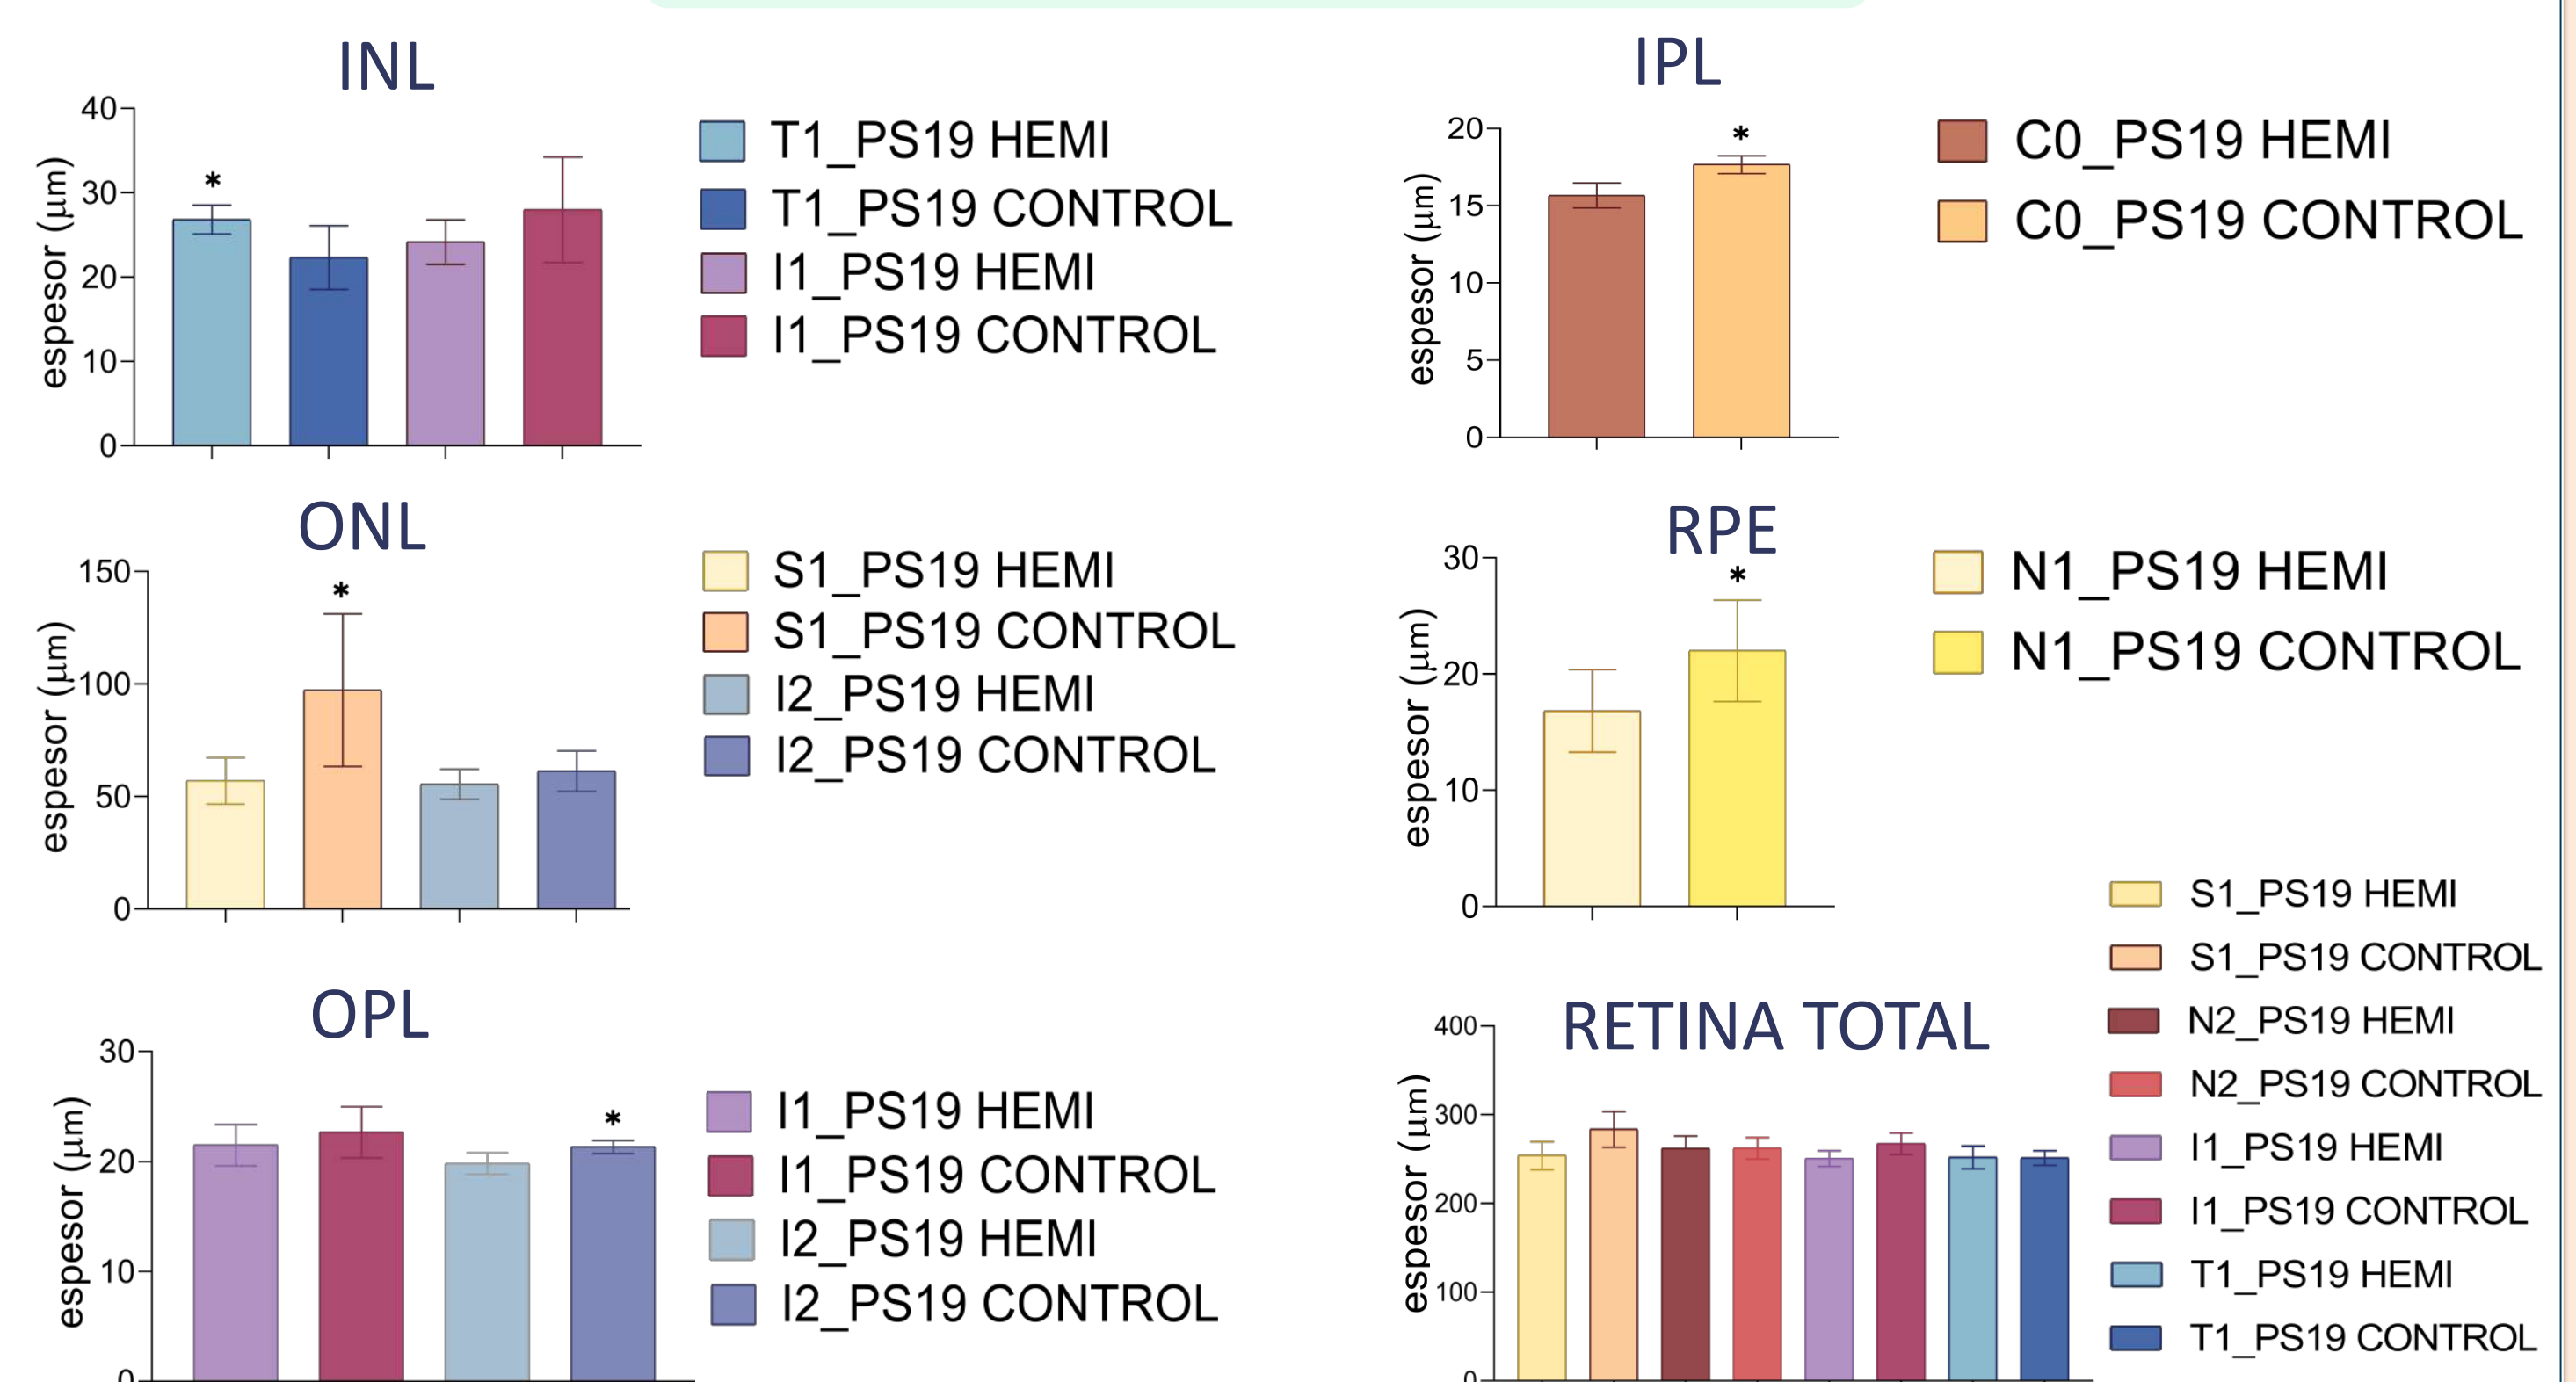 INL
40
30
20
10
0
espesor (μm)
*
T1_PS19 HEMI
T1_PS19 CONTROL
I1_PS19 HEMI
I1_PS19 CONTROL
IPL
20
15
10
5
0
espesor (μm)
*
C0_PS19 HEMI
C0_PS19 CONTROL
ONL
150
100
50
0
espesor (μm)
*
S1_PS19 HEMI
S1_PS19 CONTROL
I2_PS19 HEMI
I2_PS19 CONTROL
RPE
30
20
10
0
espesor (μm)
*
N1_PS19 HEMI
N1_PS19 CONTROL
OPL
30
20
10
0
espesor (μm)
*
I1_PS19 HEMI
I1_PS19 CONTROL
I2_PS19 HEMI
I2_PS19 CONTROL
RETINA TOTAL
400
300
200
100
0
espesor (μm)
S1_PS19 HEMI
S1_PS19 CONTROL
N2_PS19 HEMI
N2_PS19 CONTROL
I1_PS19 HEMI
I1_PS19 CONTROL
T1_PS19 HEMI
T1_PS19 CONTROL